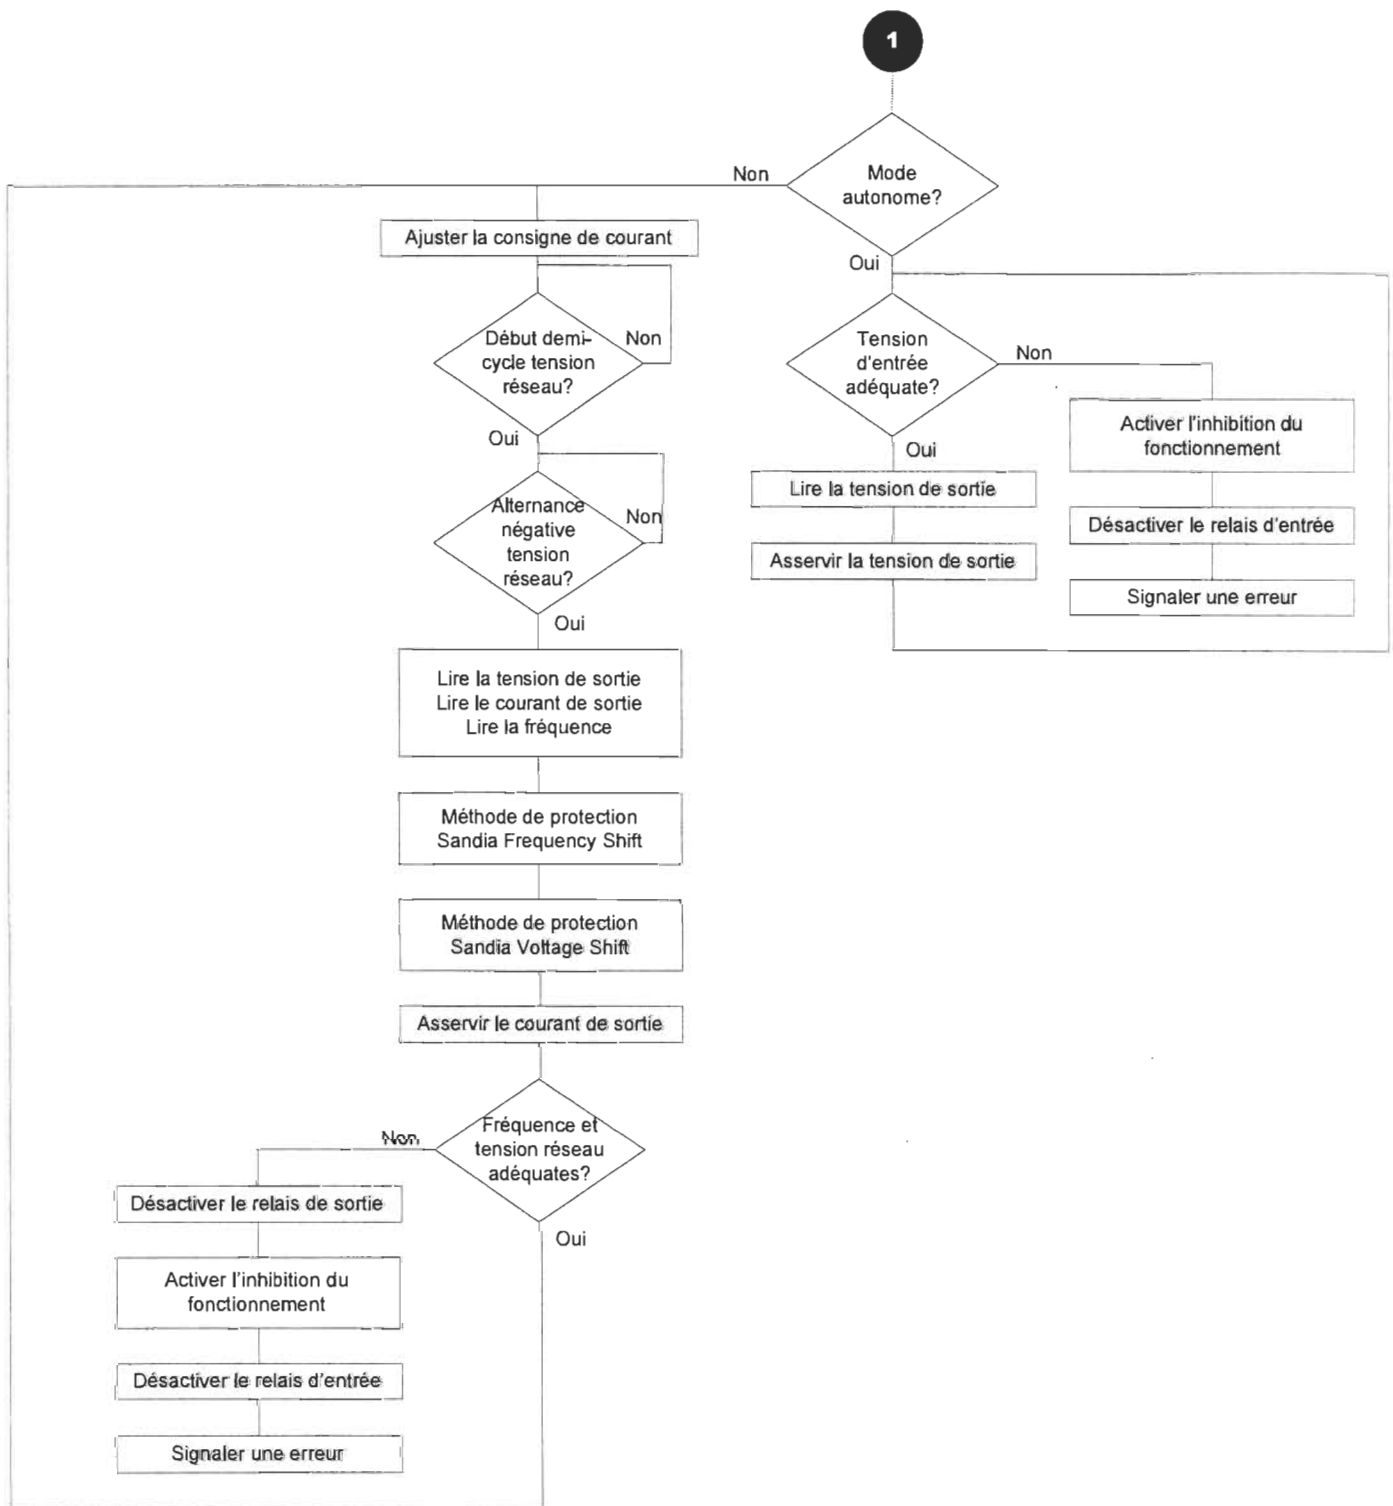 1
Mode
autonome?
Non
Oui
Ajuster la consigne de courant
Début demi-
cycle tension
réseau?
Non
Oui
Alternance
négative
tension
réseau?
Non
Oui
Lire la tension de sortie
Lire le courant de sortie
Lire la fréquence
Méthode de protection
Sandia Frequency Shift
Méthode de protection
Sandia Voltage Shift
Asservir le courant de sortie
Fréquence et
tension réseau
adéquates?
Non
Oui
Désactiver le relais de sortie
Activer l'inhibition du
fonctionnement
Désactiver le relais d'entrée
Signaler une erreur
Tension
d'entrée
adéquate?
Non
Oui
Lire la tension de sortie
Asservir la tension de sortie
Activer l'inhibition du
fonctionnement
Désactiver le relais d'entrée
Signaler une erreur